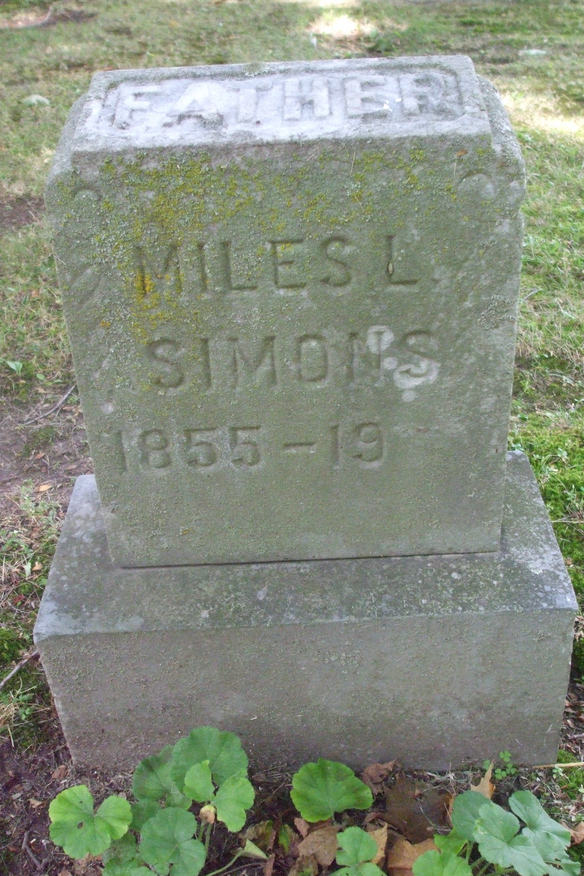 FATHER
MILES L
SIMONS
1855-19